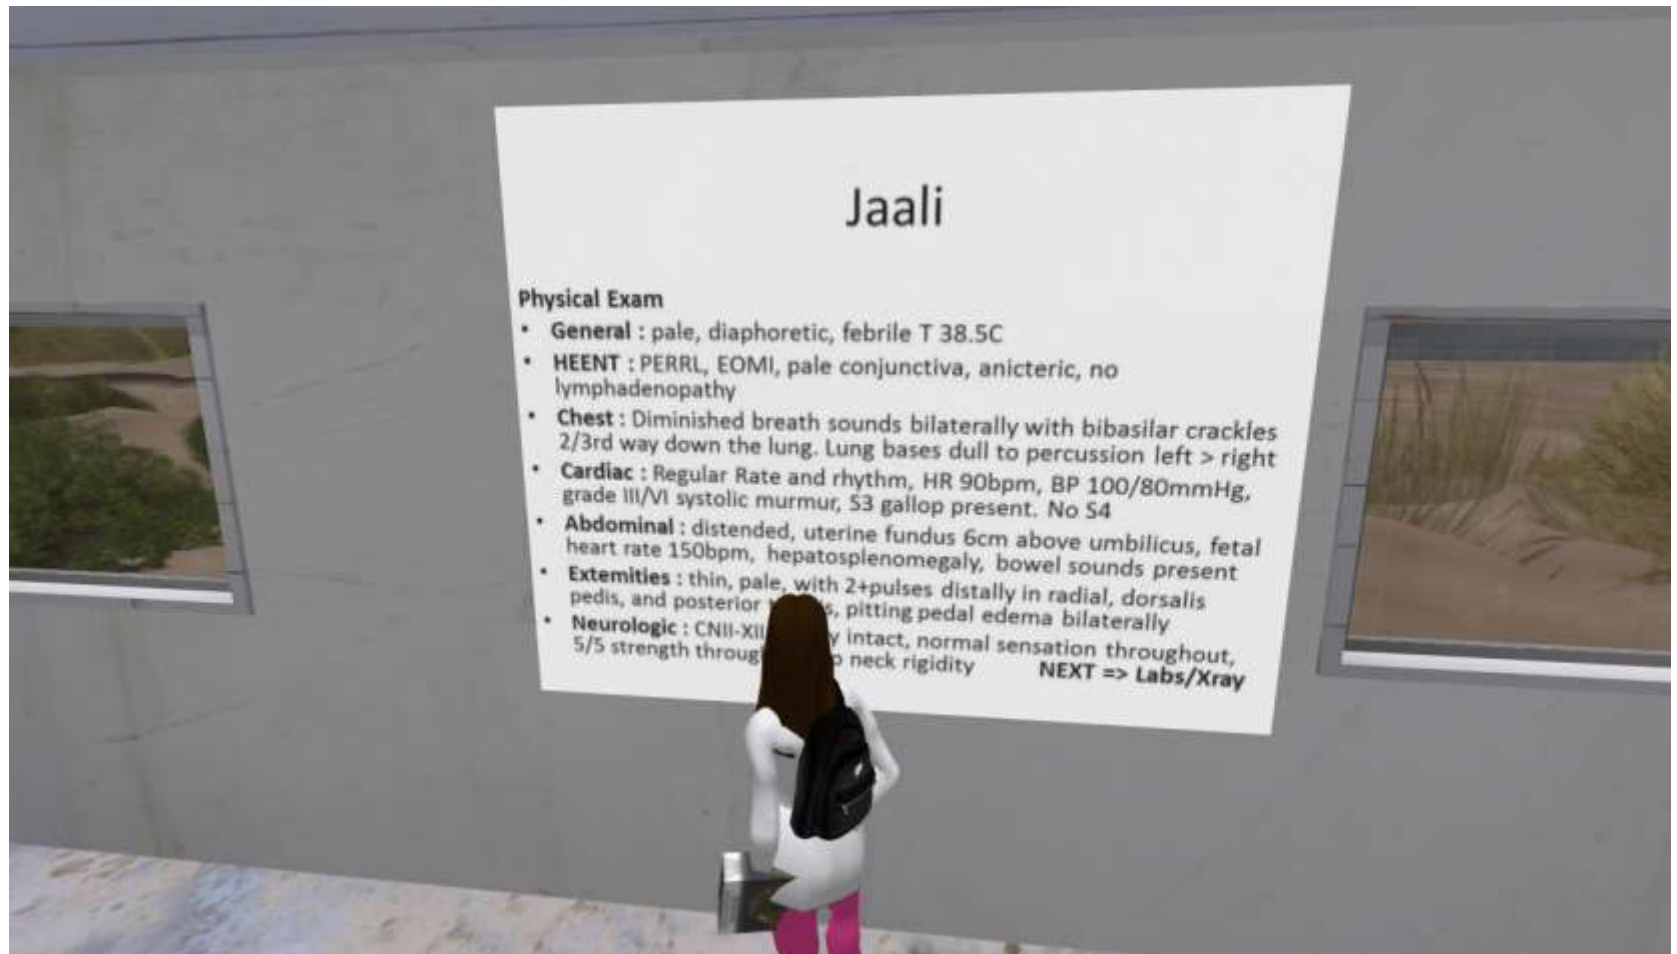 Jaali
Physical Exam
• General : pale, diaphoretic, febrile T 38.5C
• HEENT : PERRL, EOMI, pale conjunctiva, anicteric, no
lymphadenopathy
• Chest : Diminished breath sounds bilaterally with bibasilar crackles
2/3rd way down the lung. Lung bases dull to percussion left > right
• Cardiac : Regular Rate and rhythm, HR 90bpm, BP 100/80mmHg,
grade III/VI systolic murmur, S3 gallop present. No S4
• Abdominal : distended, uterine fundus 6cm above umbilicus, fetal
heart rate 150bpm, hepatosplenomegaly, bowel sounds present
• Extemities : thin, pale, with 2+pulses distally in radial, dorsalis
pedis, and posterior pitting pedal edema bilaterally
• Neurologic : CNII-XII intact, normal sensation throughout,
5/5 strength neck rigidity NEXT => Labs/Xray